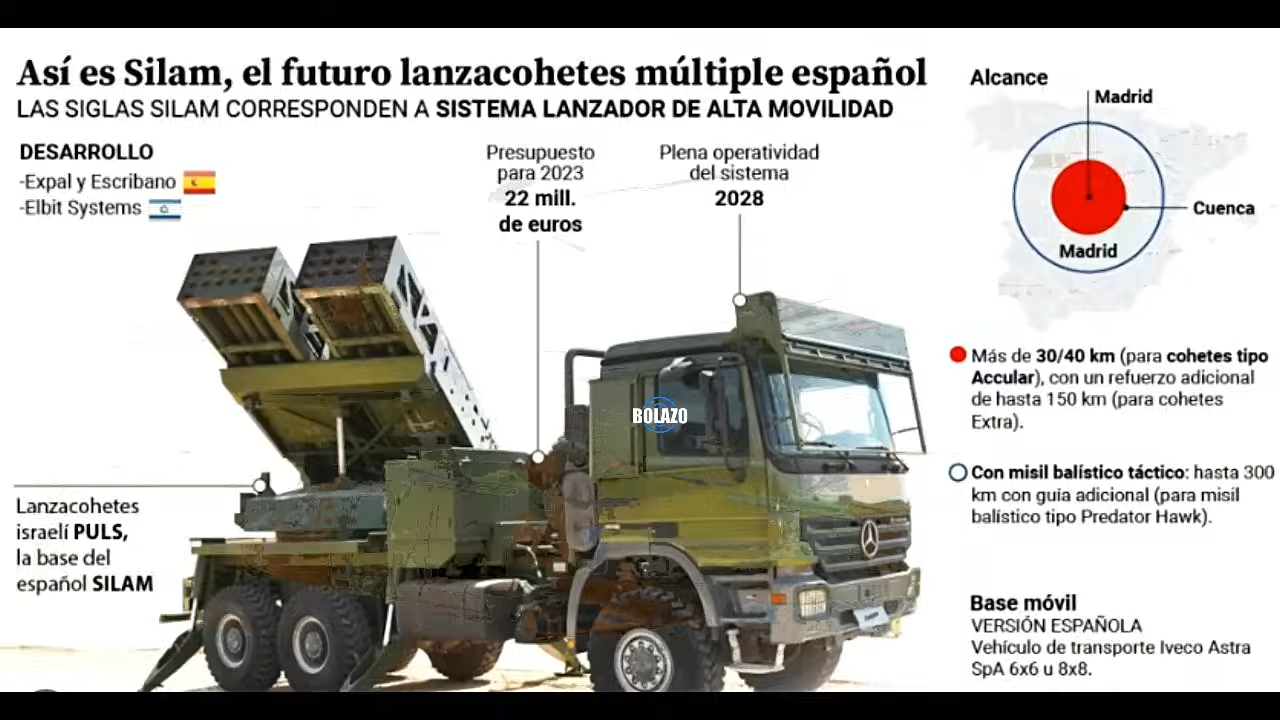 Así es Silam, el futuro lanzacohetes múltiple español
LAS SIGLAS SILAM CORRESPONDEN A SISTEMA LANZADOR DE ALTA MOVILIDAD
DESARROLLO
-Expal y Escribano
-Elbit Systems
Presupuesto
para 2023
22 mill.
de euros
Plena operatividad
del sistema
2028
Alcance
Madrid
Cuenca
Madrid
Más de 30/40 km (para cohetes tipo
Accular), con un refuerzo adicional
de hasta 150 km (para cohetes
Extra).
Con misil balístico táctico: hasta 300
km con guía adicional (para misil
balístico tipo Predator Hawk).
BOLAZO
Lanzacohetes
israelí PULS,
la base del
español SILAM
Base móvil
VERSIÓN ESPAÑOLA
Vehículo de transporte Iveco Astra
SpA 6x6 u 8x8.